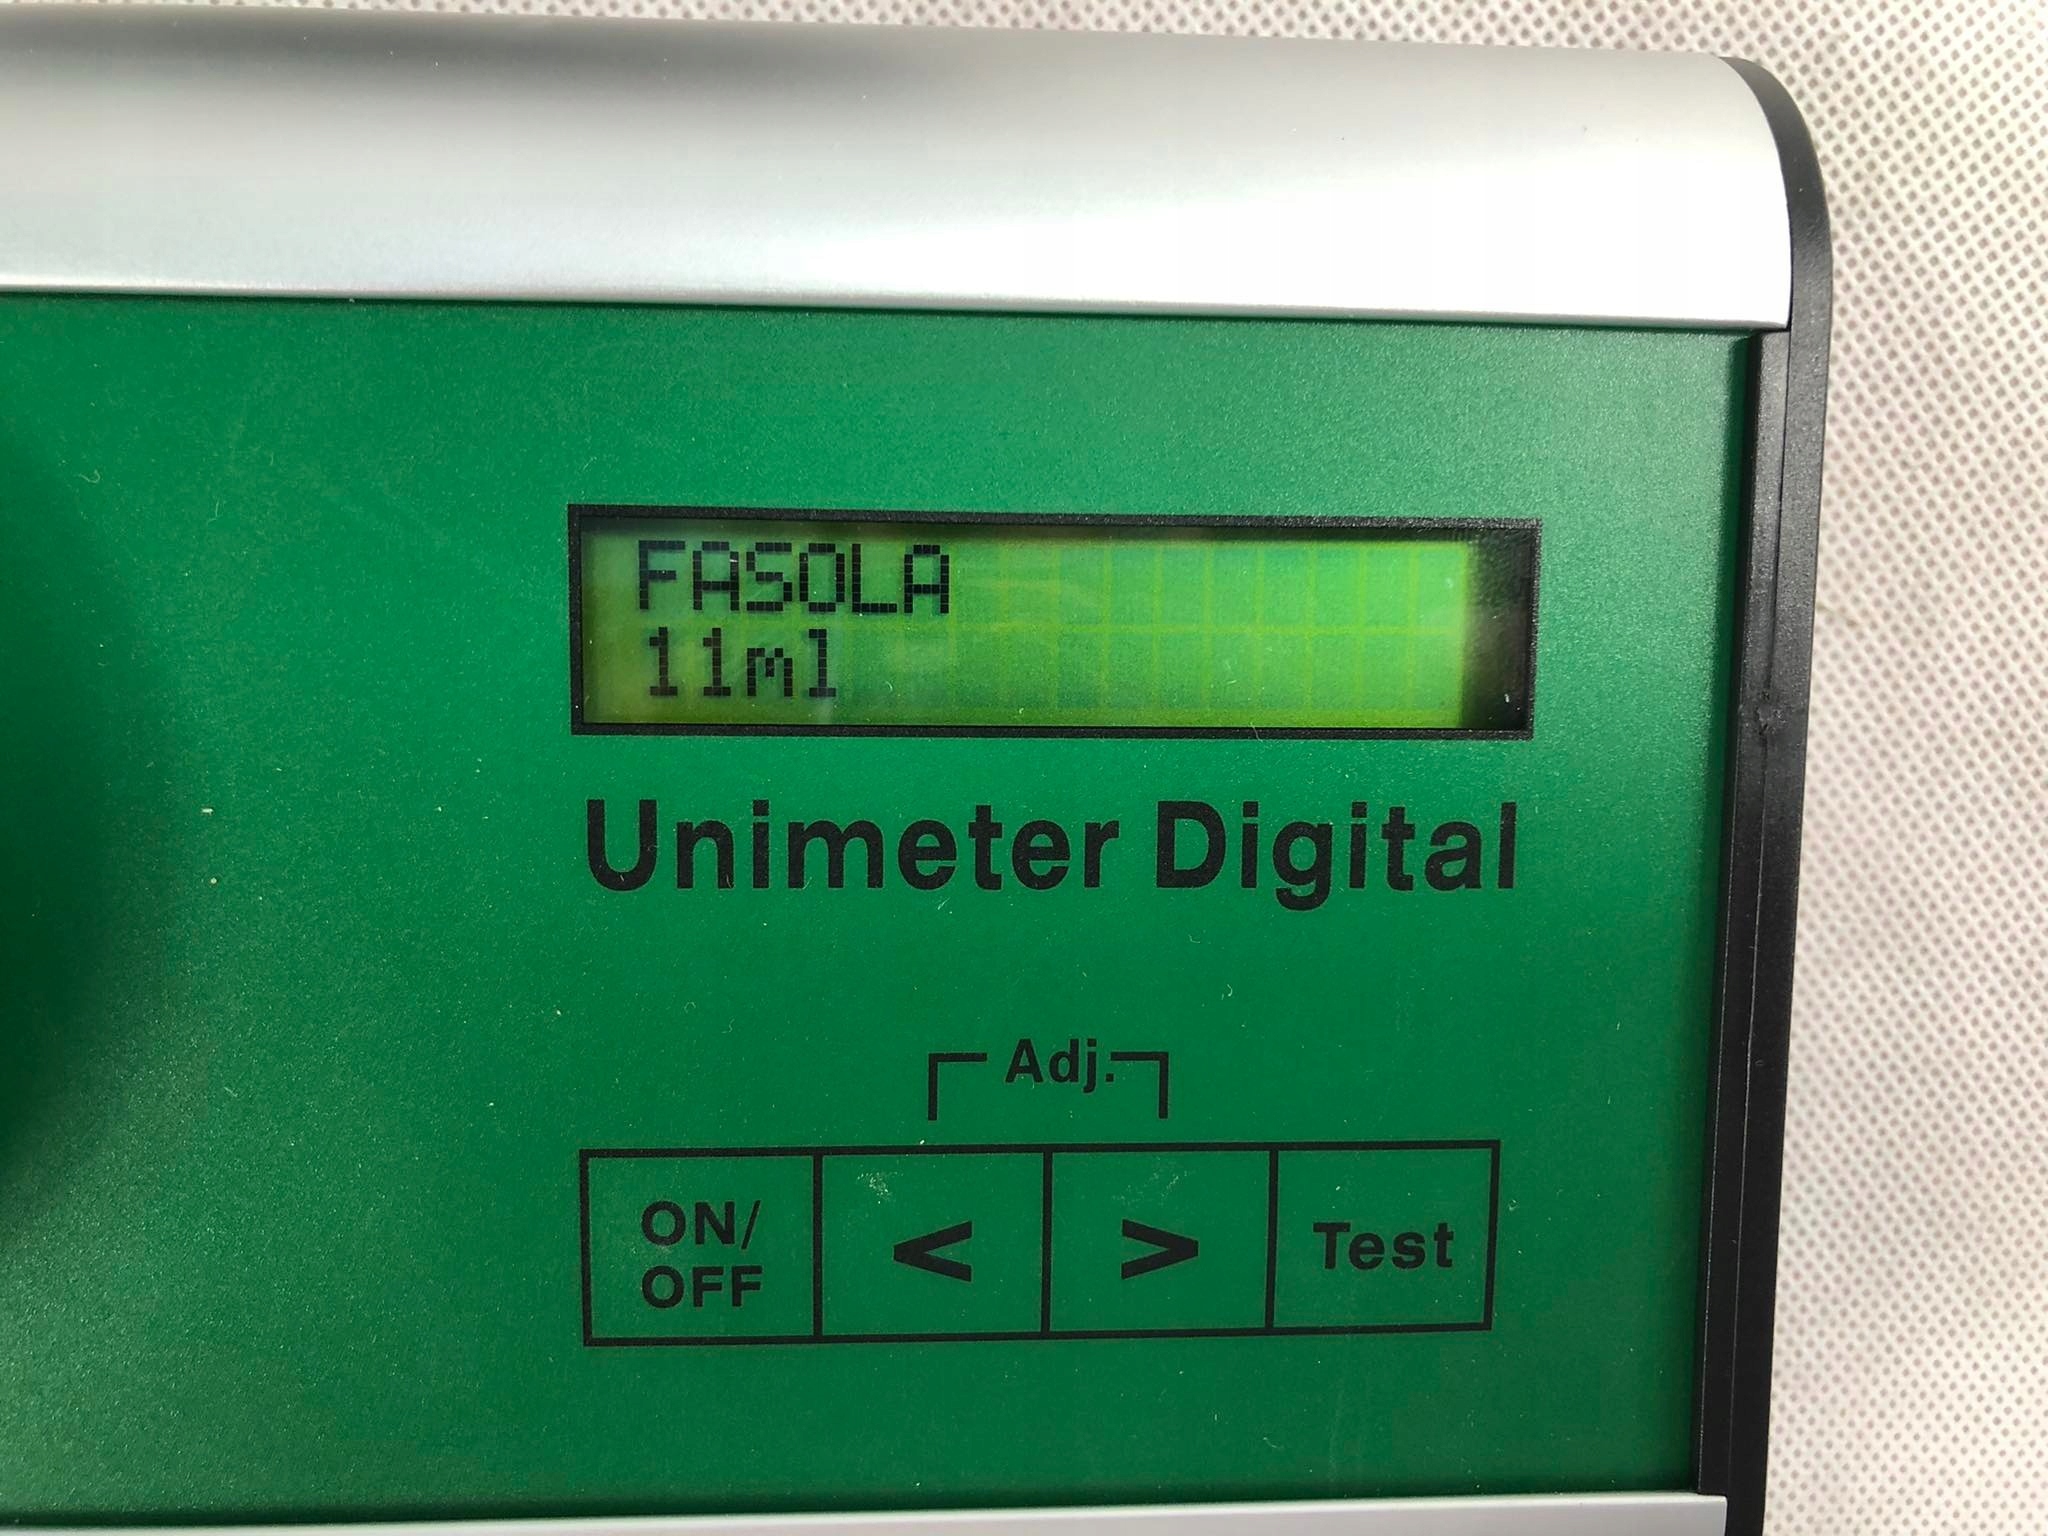 FASOLA
11ml
Unimeter Digital
Adj.
ON/
OFF
<
>
Test